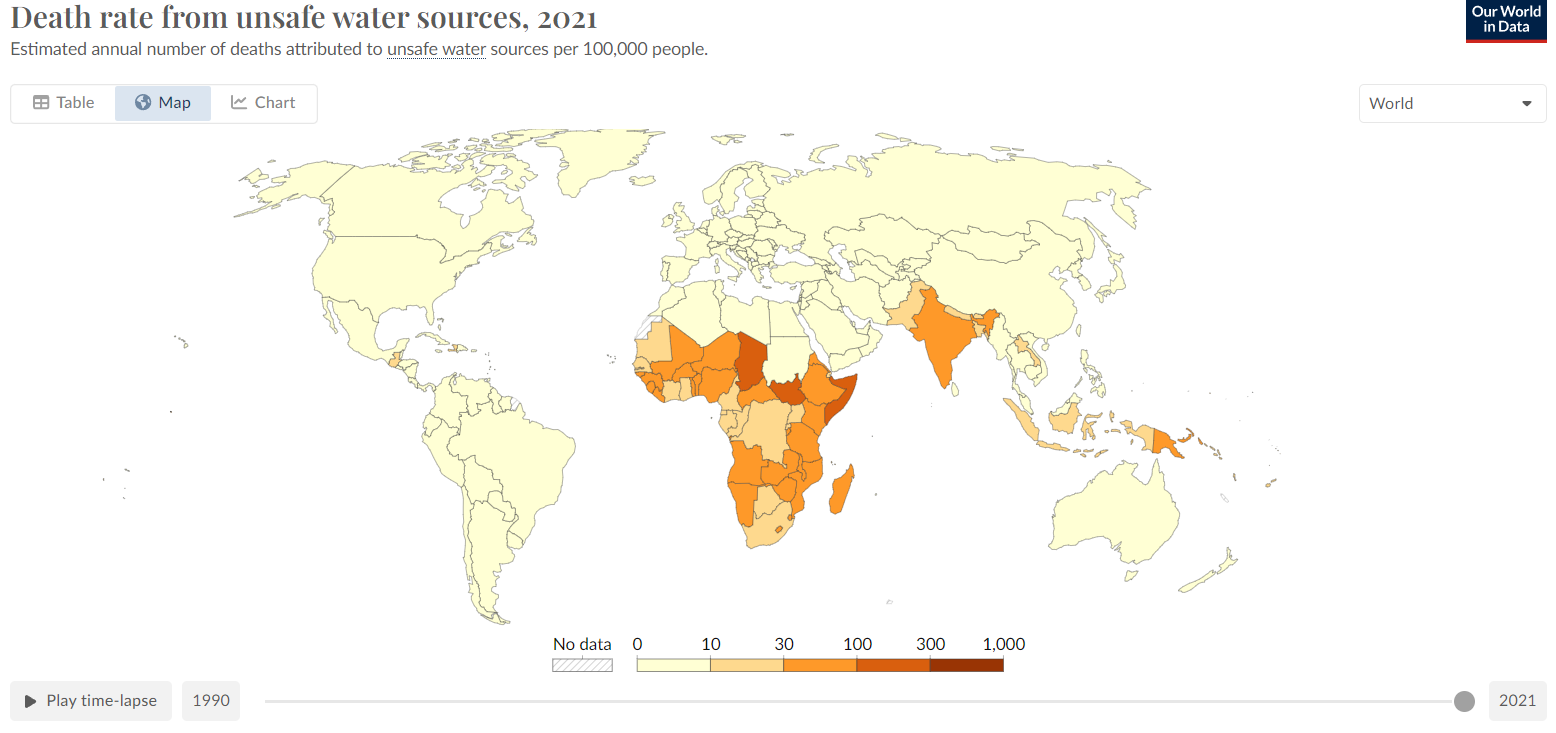 Death rate from unsafe water sources, 2021
Our World
in Data
Estimated annual number of deaths attributed to unsafe water sources per 100,000 people.
Table Map Chart
World
No data 0 10 30 100 300 1,000
Play time-lapse 1990 2021